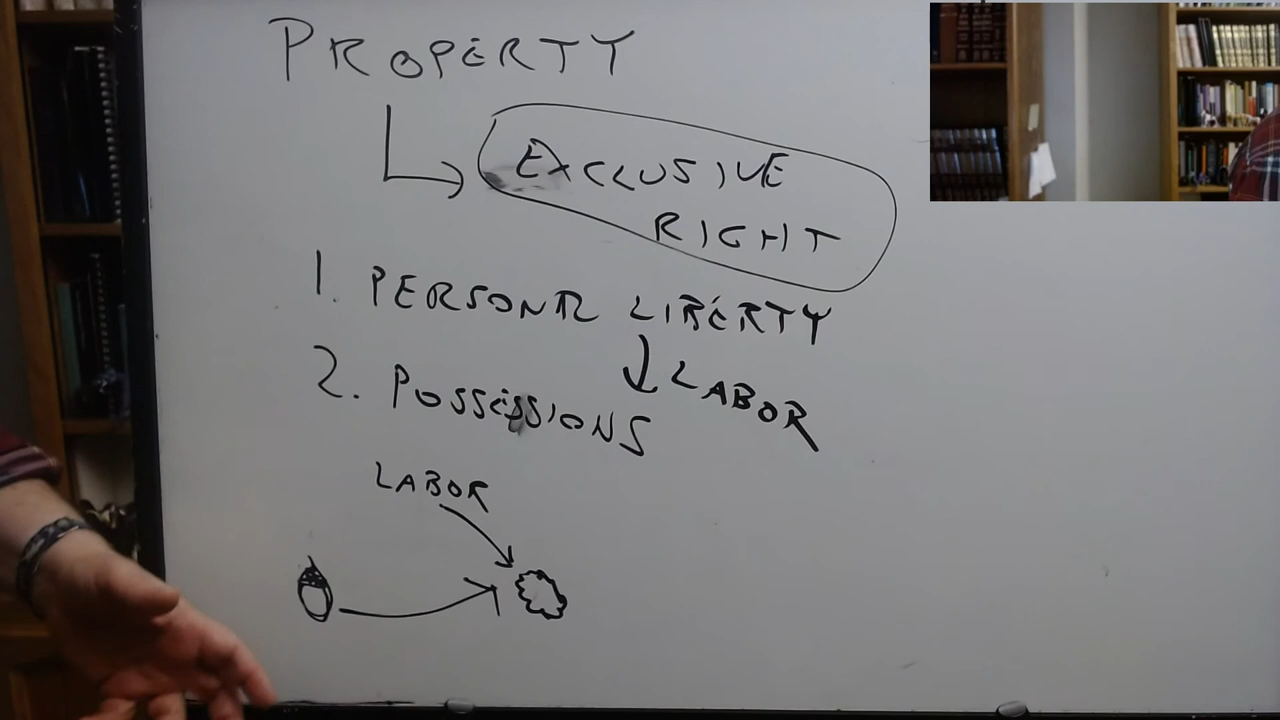 PROPERTY
EXCLUSIVE
RIGHT
1. PERSONAL LIBERTY
2. POSSESSIONS
LABOR
LABOR